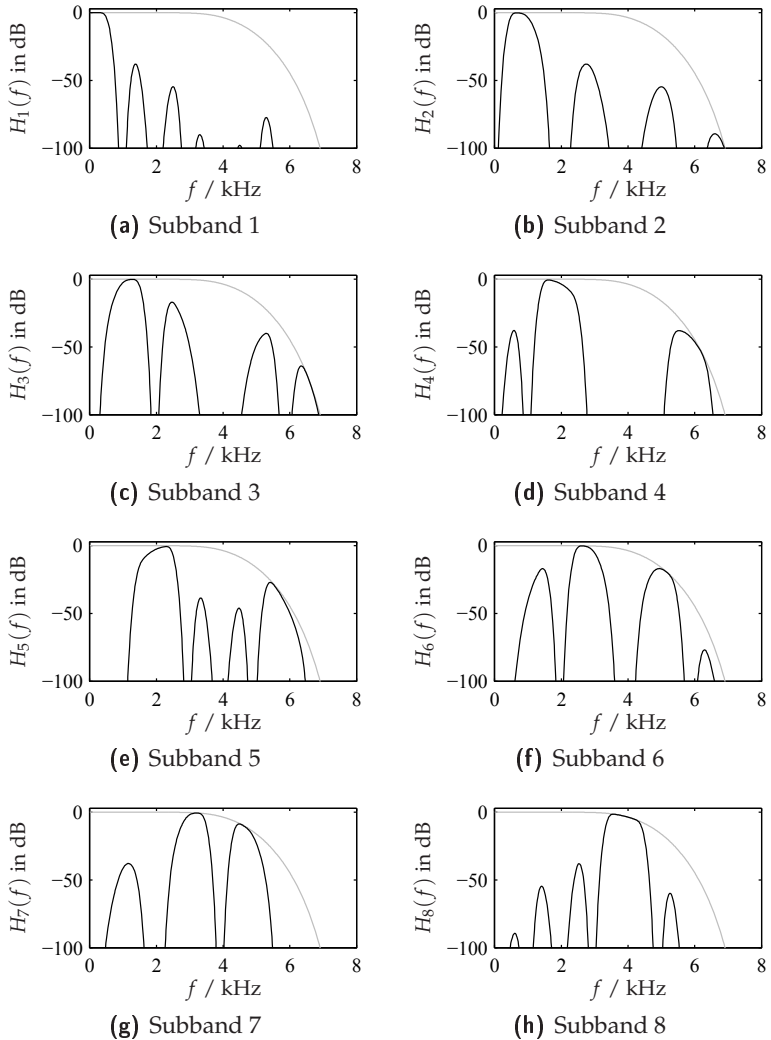 H1(f) in dB
0
−50
−100
0 2 4 6 8
f / kHz
(a) Subband 1
H2(f) in dB
0
−50
−100
0 2 4 6 8
f / kHz
(b) Subband 2
H3(f) in dB
0
−50
−100
0 2 4 6 8
f / kHz
(c) Subband 3
H4(f) in dB
0
−50
−100
0 2 4 6 8
f / kHz
(d) Subband 4
H5(f) in dB
0
−50
−100
0 2 4 6 8
f / kHz
(e) Subband 5
H6(f) in dB
0
−50
−100
0 2 4 6 8
f / kHz
(f) Subband 6
H7(f) in dB
0
−50
−100
0 2 4 6 8
f / kHz
(g) Subband 7
H8(f) in dB
0
−50
−100
0 2 4 6 8
f / kHz
(h) Subband 8